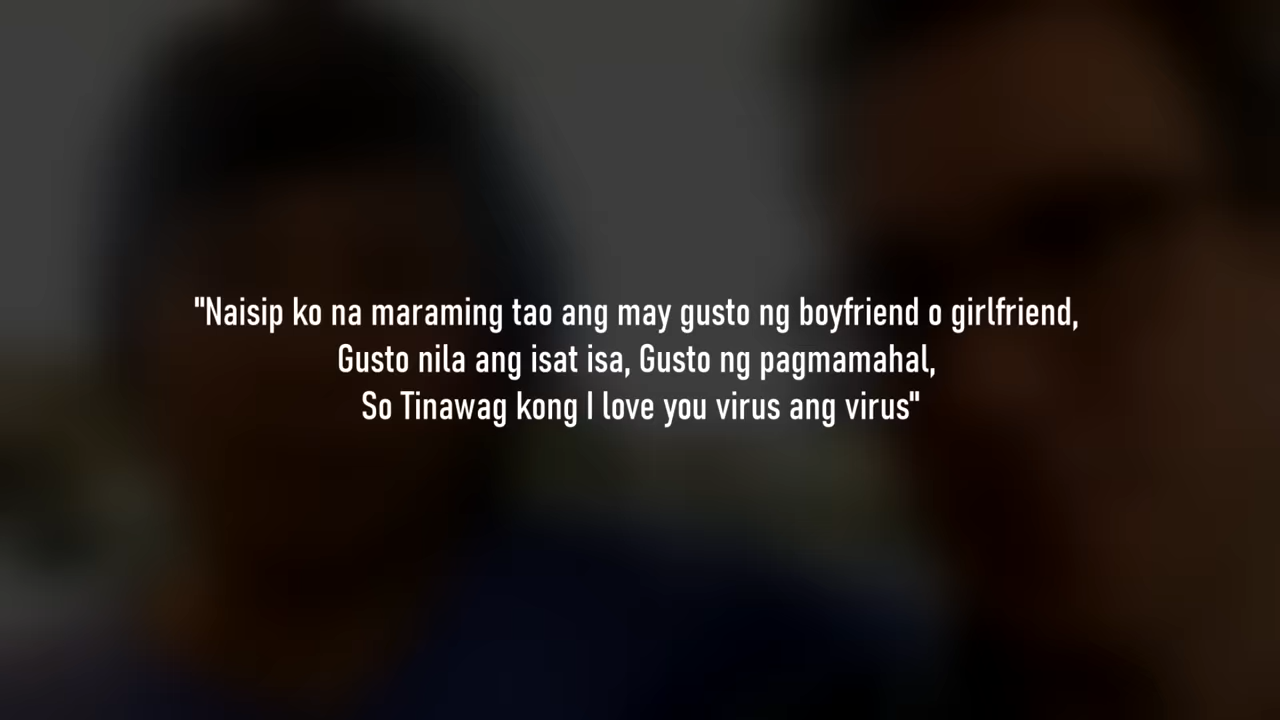 "Naisip ko na maraming tao ang may gusto ng boyfriend o girlfriend,
Gusto nila ang isat isa, Gusto ng pagmamahal,
So Tinawag kong I love you virus ang virus"